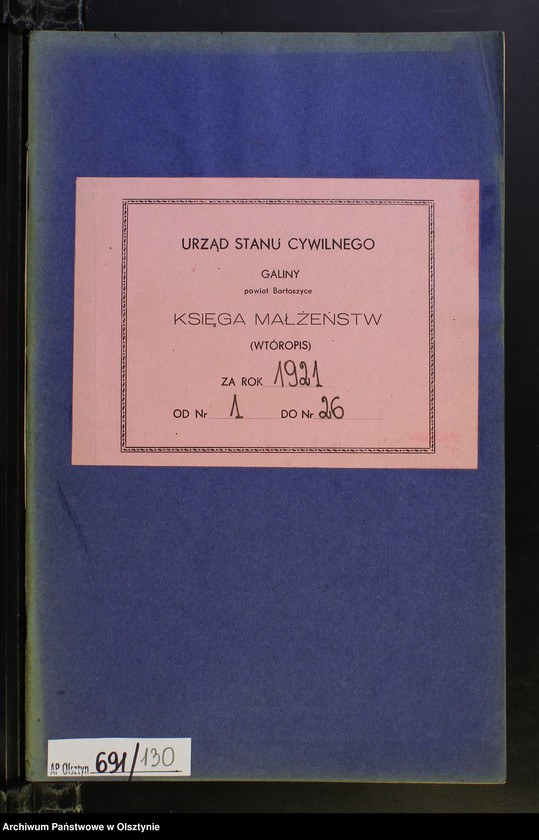 URZĄD STANU CYWILNEGO
GALINY
powiat Bartoszyce
KSIĘGA MAŁŻEŃSTW
(WTÓROPIS)
ZA ROK 1921
OD Nr 1 DO Nr 26
AP Olsztyn 691/130
Archiwum Państwowe w Olsztynie